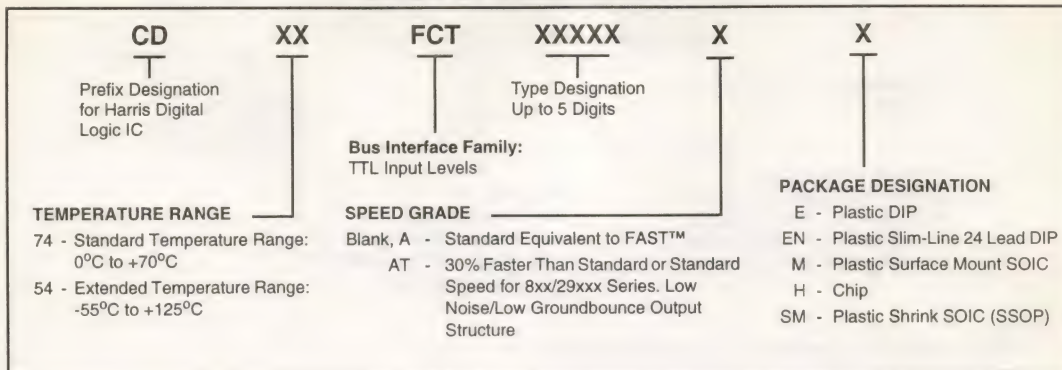 CD XX FCT XXXXX X X
Prefix Designation
for Harris Digital
Logic IC
Type Designation
Up to 5 Digits
Bus Interface Family:
TTL Input Levels
TEMPERATURE RANGE
74 - Standard Temperature Range:
0°C to +70°C
54 - Extended Temperature Range:
-55°C to +125°C
SPEED GRADE
Blank, A - Standard Equivalent to FAST™
AT - 30% Faster Than Standard or Standard
Speed for 8xx/29xxx Series. Low
Noise/Low Groundbounce Output
Structure
PACKAGE DESIGNATION
E - Plastic DIP
EN - Plastic Slim-Line 24 Lead DIP
M - Plastic Surface Mount SOIC
H - Chip
SM - Plastic Shrink SOIC (SSOP)